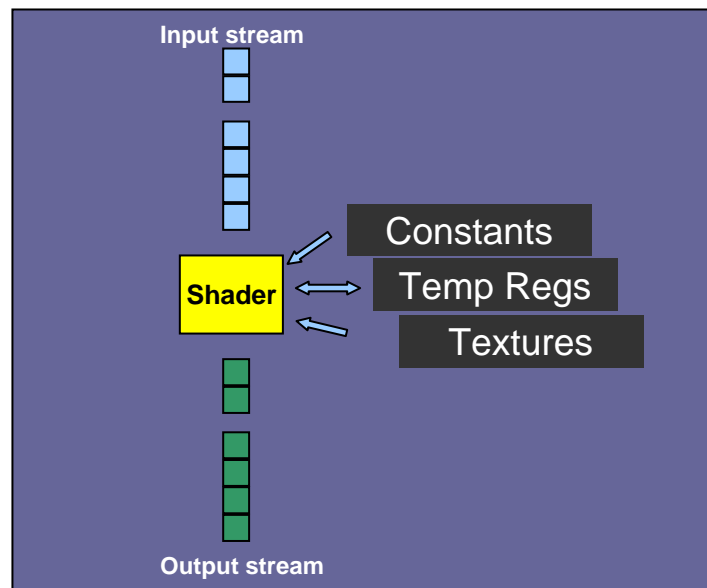 Input stream
Constants
Shader
Temp Regs
Textures
Output stream